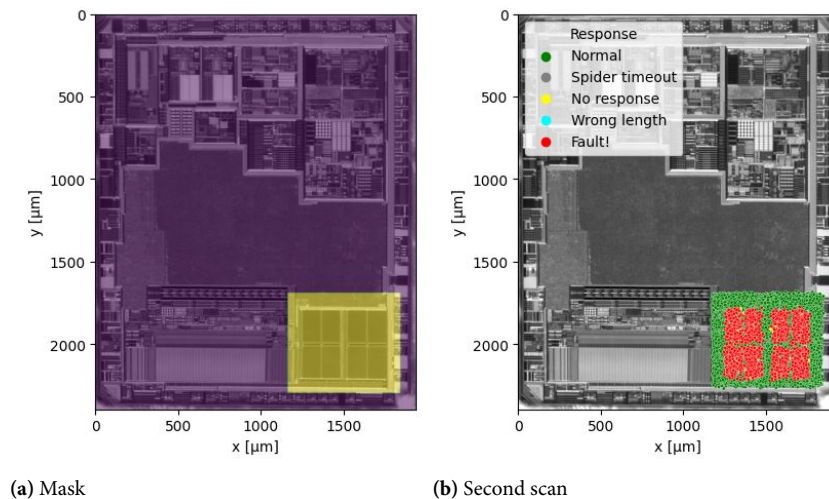 0
500
1000
1500
2000
y [µm]
0 500 1000 1500
x [µm]
(a) Mask
Response
Normal
Spider timeout
No response
Wrong length
Fault!
0
500
1000
1500
2000
y [µm]
0 500 1000 1500
x [µm]
(b) Second scan